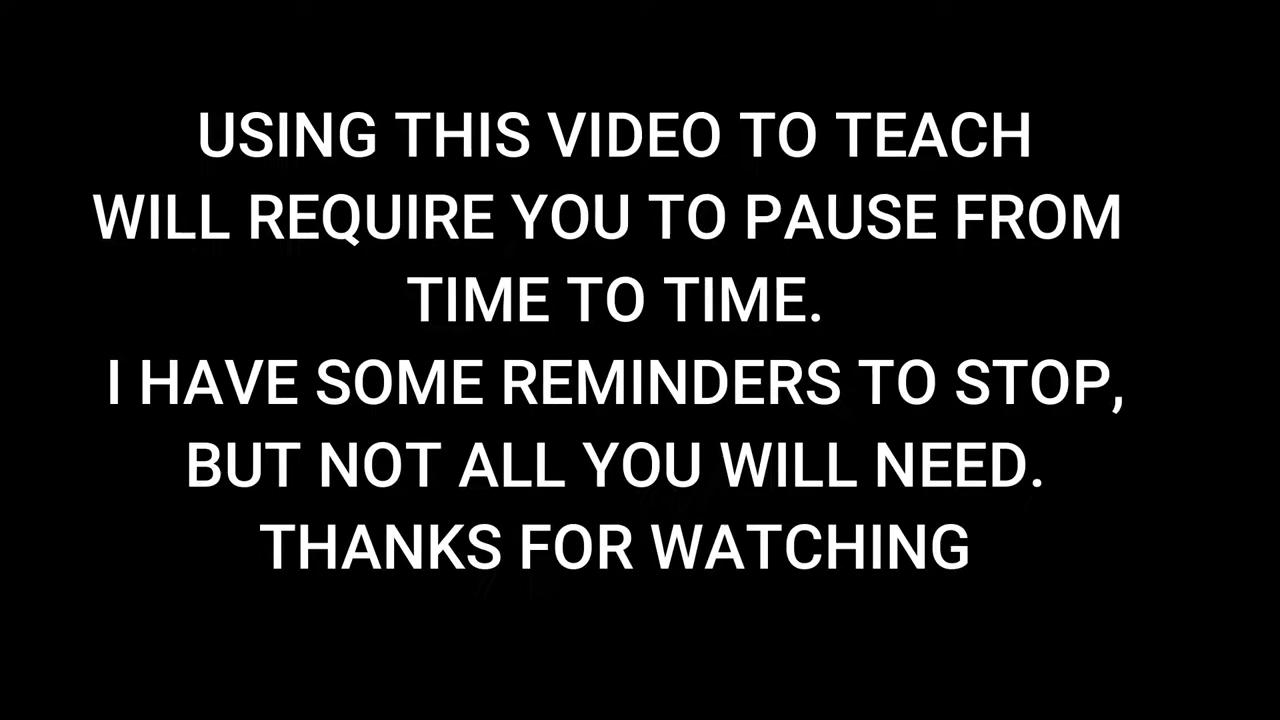 USING THIS VIDEO TO TEACH
WILL REQUIRE YOU TO PAUSE FROM
TIME TO TIME.
I HAVE SOME REMINDERS TO STOP,
BUT NOT ALL YOU WILL NEED.
THANKS FOR WATCHING